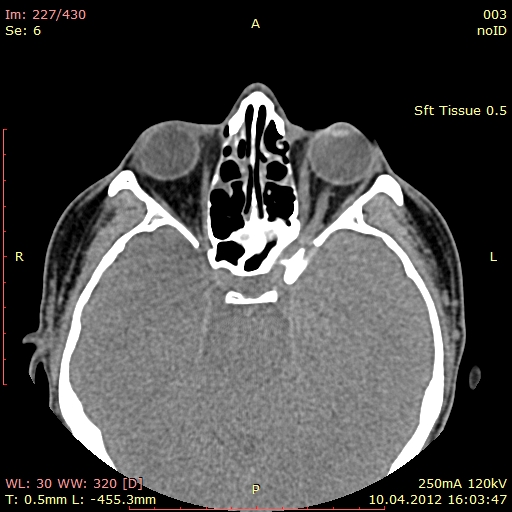 Im: 227/430
Se: 6
A
003
noID
Sft Tissue 0.5
R
L
WL: 30 WW: 320 [D]
T: 0.5mm L: -455.3mm
P
250mA 120kV
10.04.2012 16:03:47